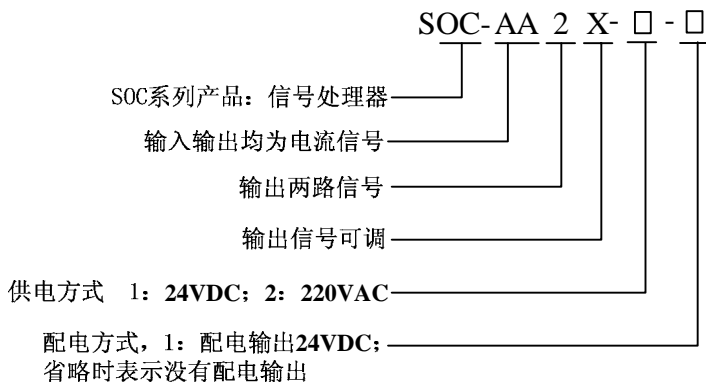 SOC-AA 2 X-□-□
SOC系列产品：信号处理器
输入输出均为电流信号
输出两路信号
输出信号可调
供电方式 1：24VDC；2：220VAC
配电方式，1：配电输出24VDC；
省略时表示没有配电输出